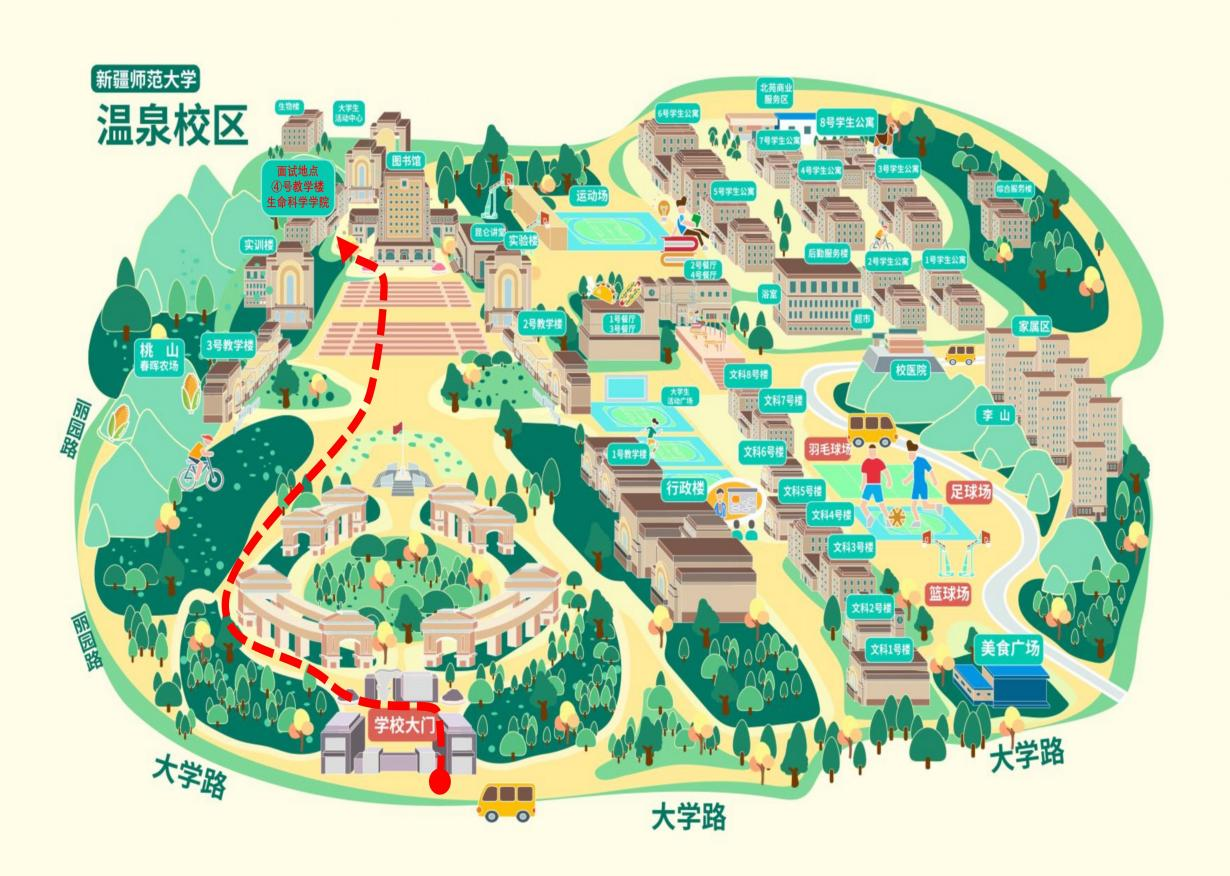 新疆师范大学
温泉校区
生物楼
大学生
活动中心
图书馆
面试地点
④号教学楼
生命科学学院
实训楼
昆仑讲堂
实验楼
运动场
6号学生公寓
北苑商业
服务区
8号学生公寓
7号学生公寓
4号学生公寓
3号学生公寓
5号学生公寓
综合服务楼
后勤服务楼
2号学生公寓
1号学生公寓
2号餐厅
4号餐厅
浴室
超市
1号餐厅
3号餐厅
家属区
校医院
桃 山
春晖农场
3号教学楼
2号教学楼
文科8号楼
文科7号楼
大学生
活动广场
李 山
丽园路
1号教学楼
文科6号楼
羽毛球场
行政楼
文科5号楼
足球场
文科4号楼
文科3号楼
篮球场
文科2号楼
丽园路
文科1号楼
美食广场
学校大门
大学路
大学路
大学路